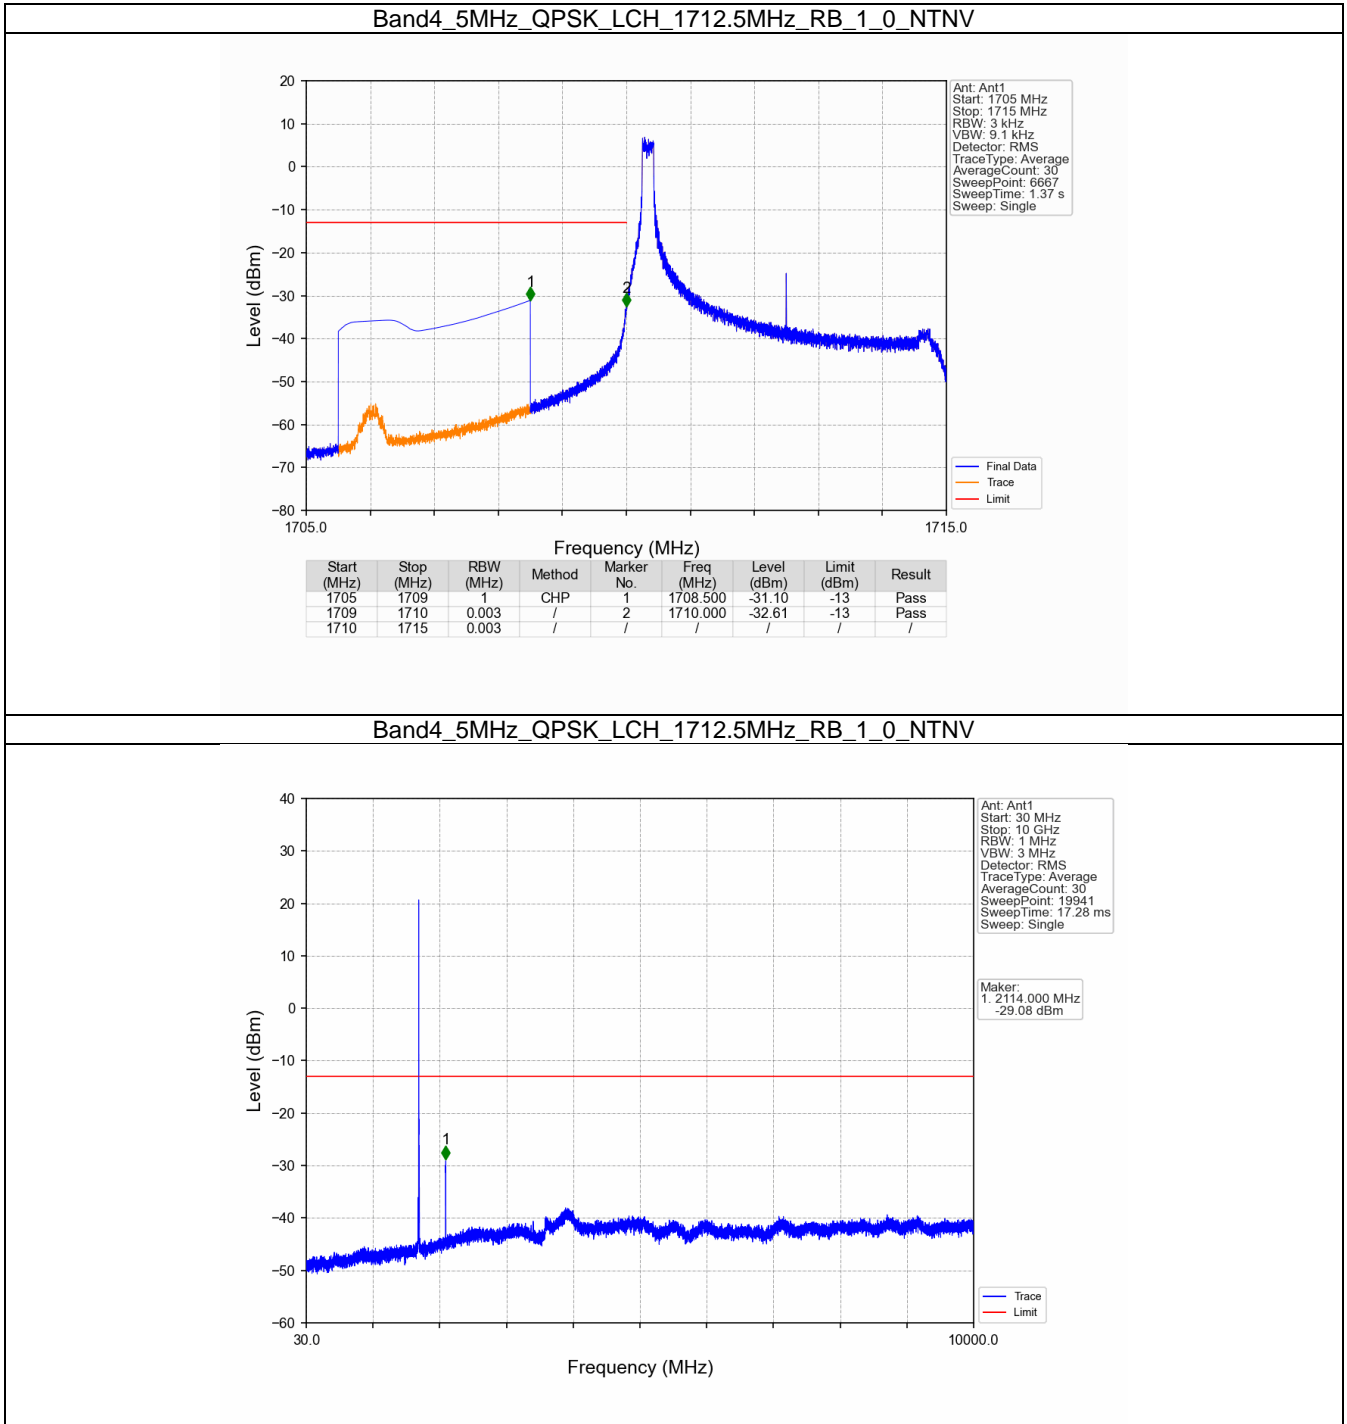 Band4_5MHz_QPSK_LCH_1712.5MHz_RB_1_0_NTNV
20
10
0
−10
−20
−30
−40
−50
−60
−70
−80
Level (dBm)
1
2
1705.0
1715.0
Frequency (MHz)
Ant: Ant1
Start: 1705 MHz
Stop: 1715 MHz
RBW: 3 kHz
VBW: 9.1 kHz
Detector: RMS
TraceType: Average
AverageCount: 30
SweepPoint: 6667
SweepTime: 1.37 s
Sweep: Single
Final Data
Trace
Limit
Start (MHz) Stop (MHz) RBW (MHz) Method Marker No. Freq (MHz) Level (dBm) Limit (dBm) Result
1705 1709 1 CHP 1 1708.500 -31.10 -13 Pass
1709 1710 0.003 / 2 1710.000 -32.61 -13 Pass
1710 1715 0.003 / / / / / /
Band4_5MHz_QPSK_LCH_1712.5MHz_RB_1_0_NTNV
40
30
20
10
0
−10
−20
−30
−40
−50
−60
Level (dBm)
1
30.0
10000.0
Frequency (MHz)
Ant: Ant1
Start: 30 MHz
Stop: 10 GHz
RBW: 1 MHz
VBW: 3 MHz
Detector: RMS
TraceType: Average
AverageCount: 30
SweepPoint: 19941
SweepTime: 17.28 ms
Sweep: Single
Maker:
1. 2114.000 MHz
-29.08 dBm
Trace
Limit